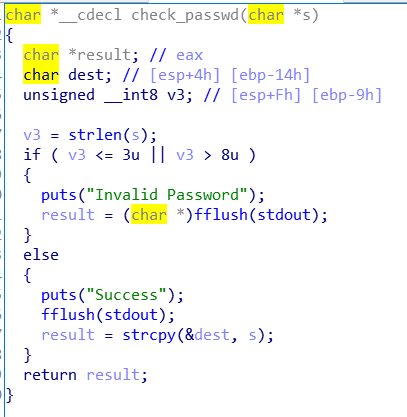 char *__cdecl check_passwd(char *s)
{
  char *result; // eax
  char dest; // [esp+4h] [ebp-14h]
  unsigned __int8 v3; // [esp+Fh] [ebp-9h]

  v3 = strlen(s);
  if ( v3 <= 3u || v3 > 8u )
  {
    puts("Invalid Password");
    result = (char *)fflush(stdout);
  }
  else
  {
    puts("Success");
    fflush(stdout);
    result = strcpy(&dest, s);
  }
  return result;
}